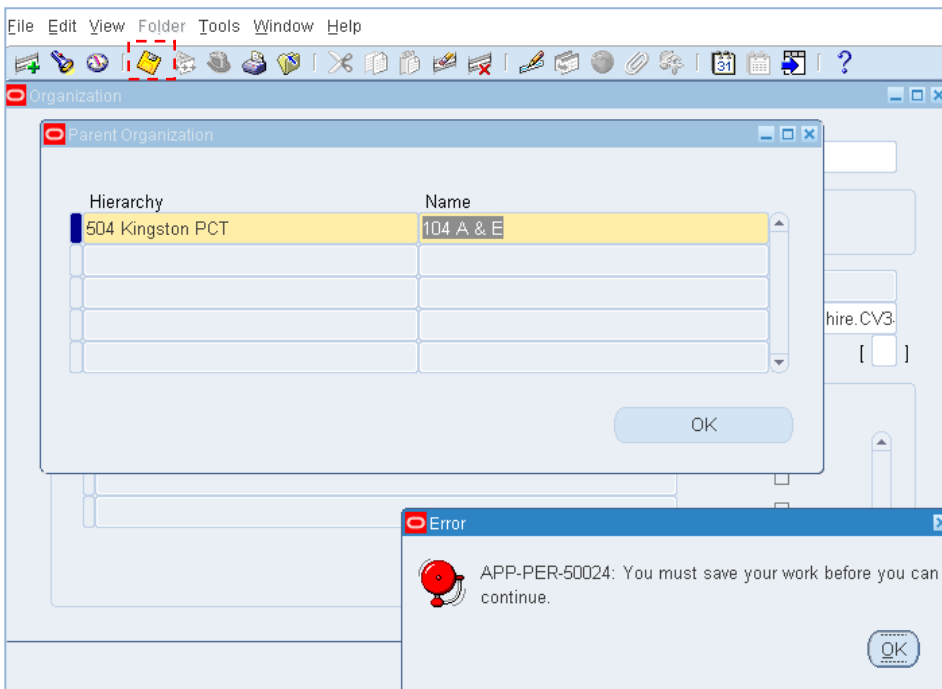 File Edit View Folder Tools Window Help
31 ?
Organization
Parent Organization
Hierarchy Name
504 Kingston PCT 104 A & E
hire.CV3-
[ ]
OK
Error
APP-PER-50024: You must save your work before you can
continue.
OK